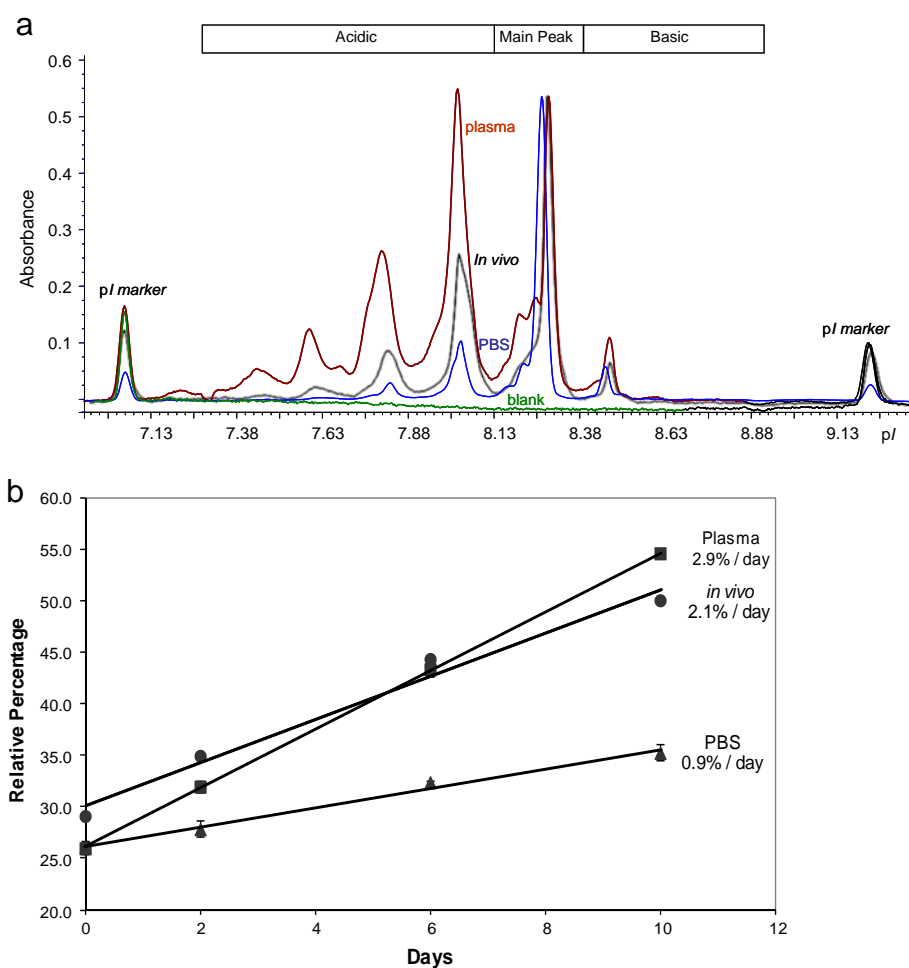 a
Acidic Main Peak Basic
0.6
0.5
0.4
0.3
0.2
0.1
Absorbance
plasma
In vivo
PBS
blank
pI marker
pI marker
7.13 7.38 7.63 7.88 8.13 8.38 8.63 8.88 9.13 pI
b
60.0
55.0
50.0
45.0
40.0
35.0
30.0
25.0
20.0
Relative Percentage
Plasma
2.9% / day
in vivo
2.1% / day
PBS
0.9% / day
0 2 4 6 8 10 12
Days